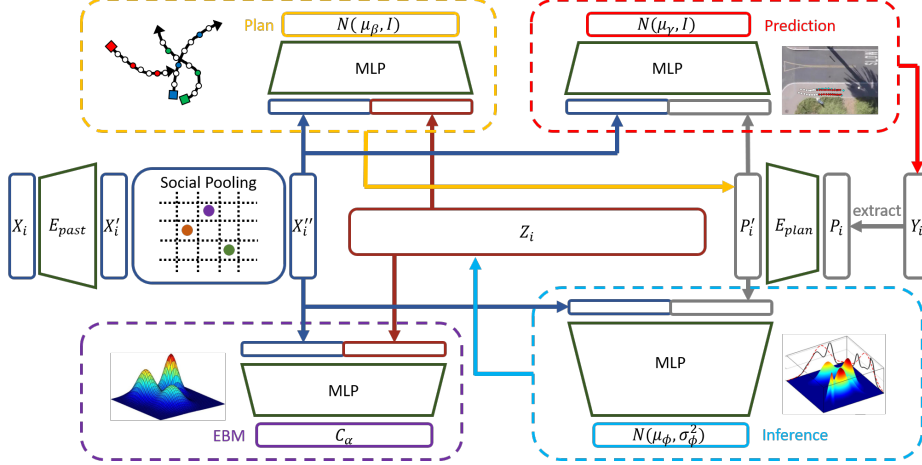 Plan
N( μ_β, I)
MLP
N(μ_γ, I)
Prediction
MLP
X_i
E_past
X_i′
Social Pooling
X_i′′
Z_i
P_i′
E_plan
P_i
extract
Y_i
MLP
EBM
C_α
MLP
N(μ_ϕ, σ_ϕ^2)
Inference